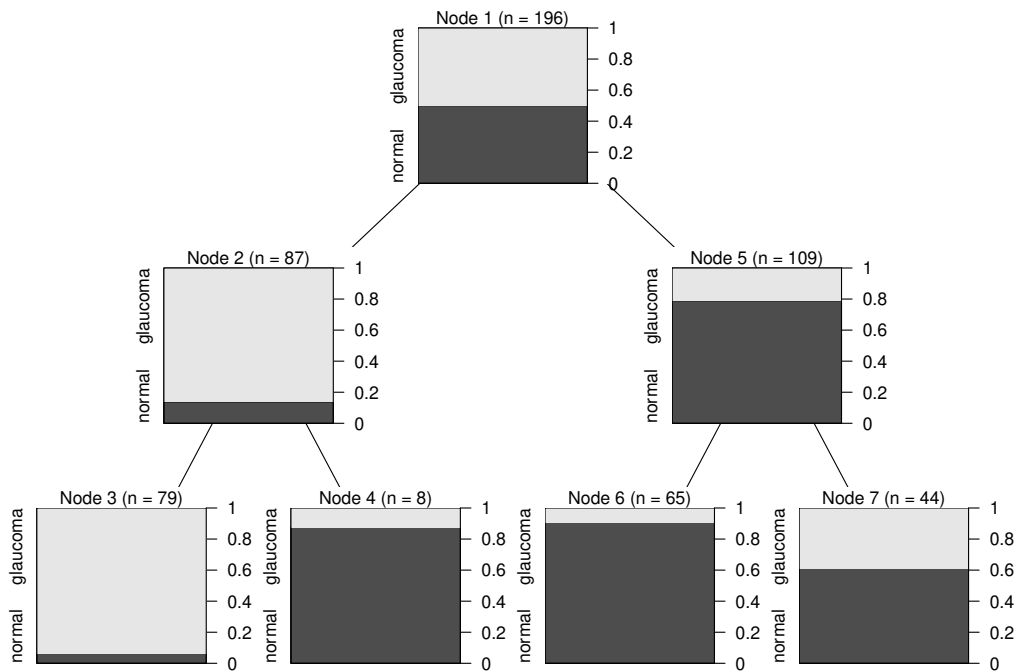 Node 1 (n = 196)
glaucoma
normal
1
0.8
0.6
0.4
0.2
0
Node 2 (n = 87)
glaucoma
normal
1
0.8
0.6
0.4
0.2
0
Node 5 (n = 109)
glaucoma
normal
1
0.8
0.6
0.4
0.2
0
Node 3 (n = 79)
glaucoma
normal
1
0.8
0.6
0.4
0.2
0
Node 4 (n = 8)
glaucoma
normal
1
0.8
0.6
0.4
0.2
0
Node 6 (n = 65)
glaucoma
normal
1
0.8
0.6
0.4
0.2
0
Node 7 (n = 44)
glaucoma
normal
1
0.8
0.6
0.4
0.2
0